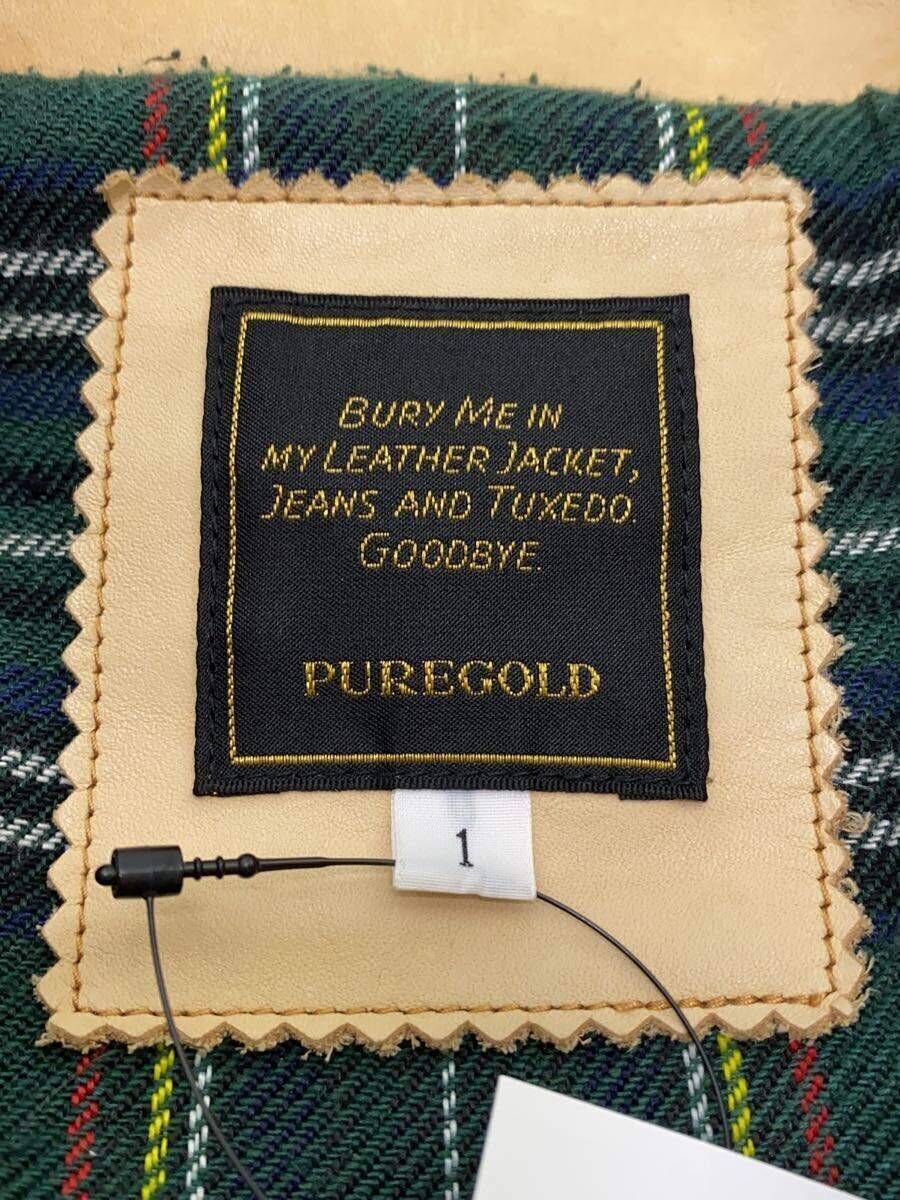 BURY ME IN
MY LEATHER JACKET,
JEANS AND TUXEDO.
GOODBYE.
PUREGOLD
1